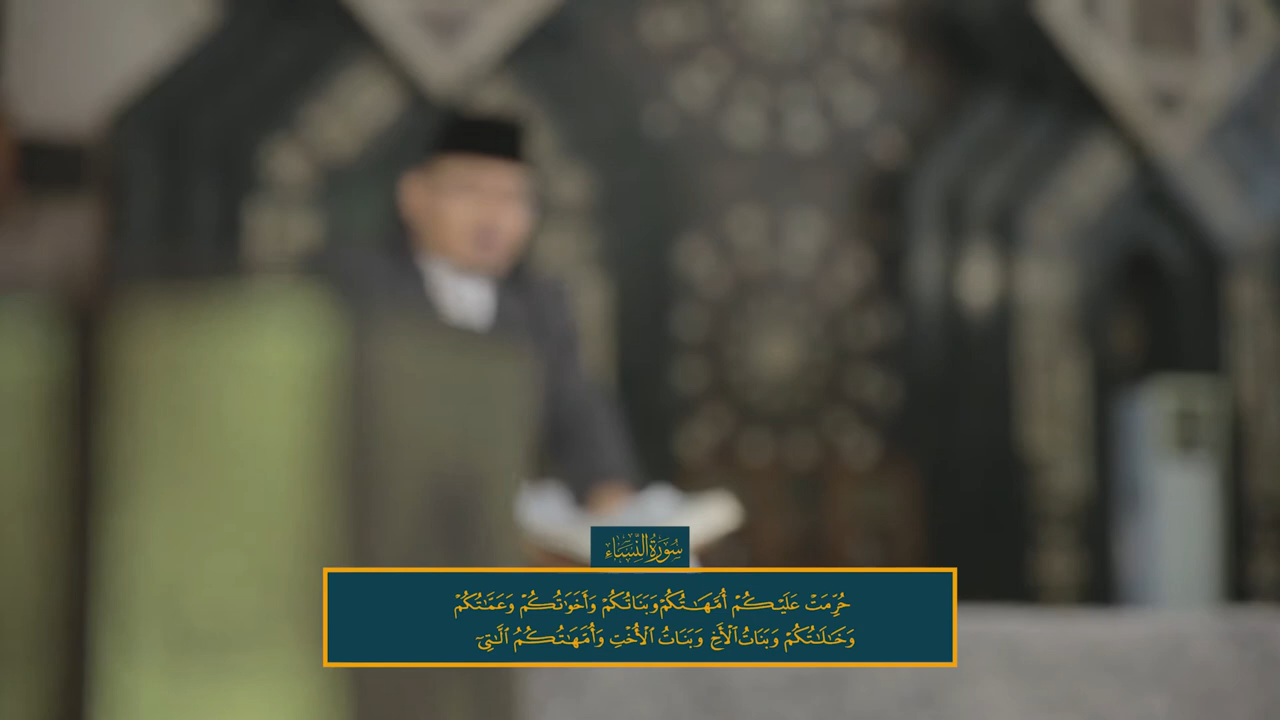 سُورَةُ النِّسَاءِ
حُرِّمَتْ عَلَيْكُمْ أُمَّهَـٰتُكُمْ وَبَنَاتُكُمْ وَأَخَوَٰتُكُمْ وَعَمَّـٰتُكُمْ
وَخَـٰلَـٰتُكُمْ وَبَنَاتُ ٱلْأَخِ وَبَنَاتُ ٱلْأُخْتِ وَأُمَّهَـٰتُكُمُ ٱلَّـٰتِىٓ